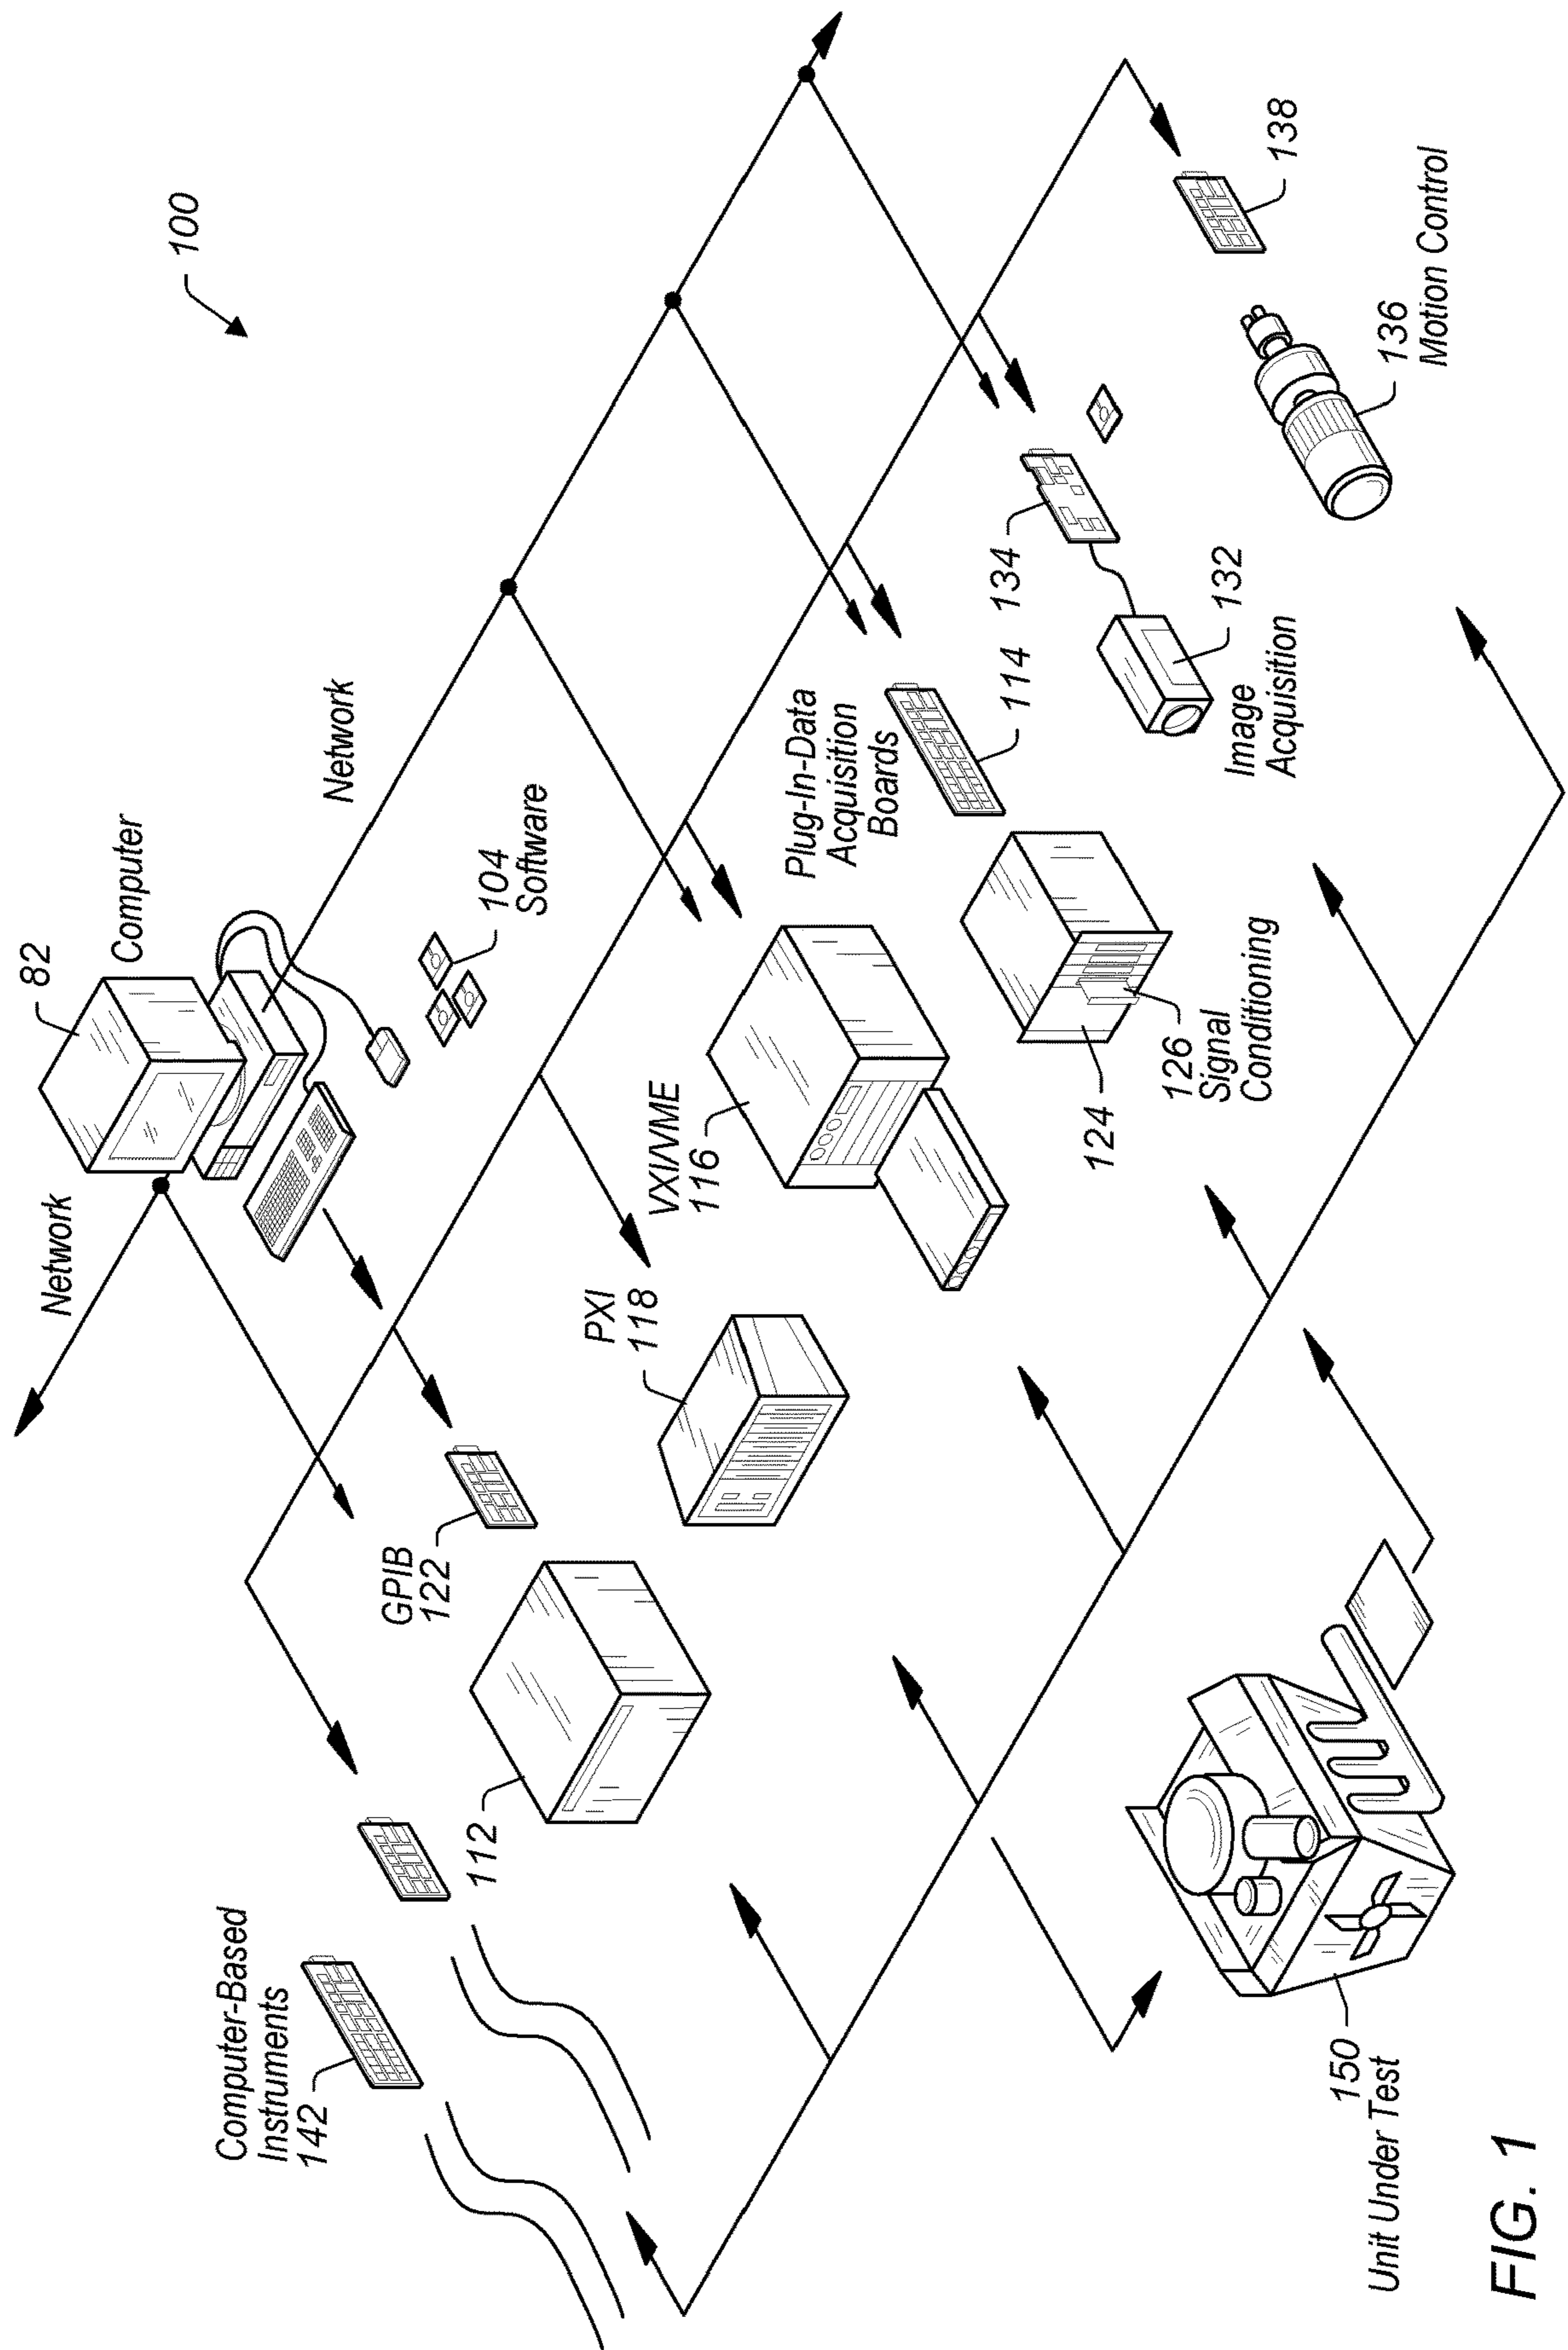 100
82
Computer
Network
Network
104
Software
Computer-Based
Instruments
142
GPIB
122
112
PXI
118
VXI/VME
116
Plug-In-Data
Acquisition
Boards
114
134
138
132
Image
Acquisition
136
Motion Control
124
126
Signal
Conditioning
150
Unit Under Test
FIG. 1